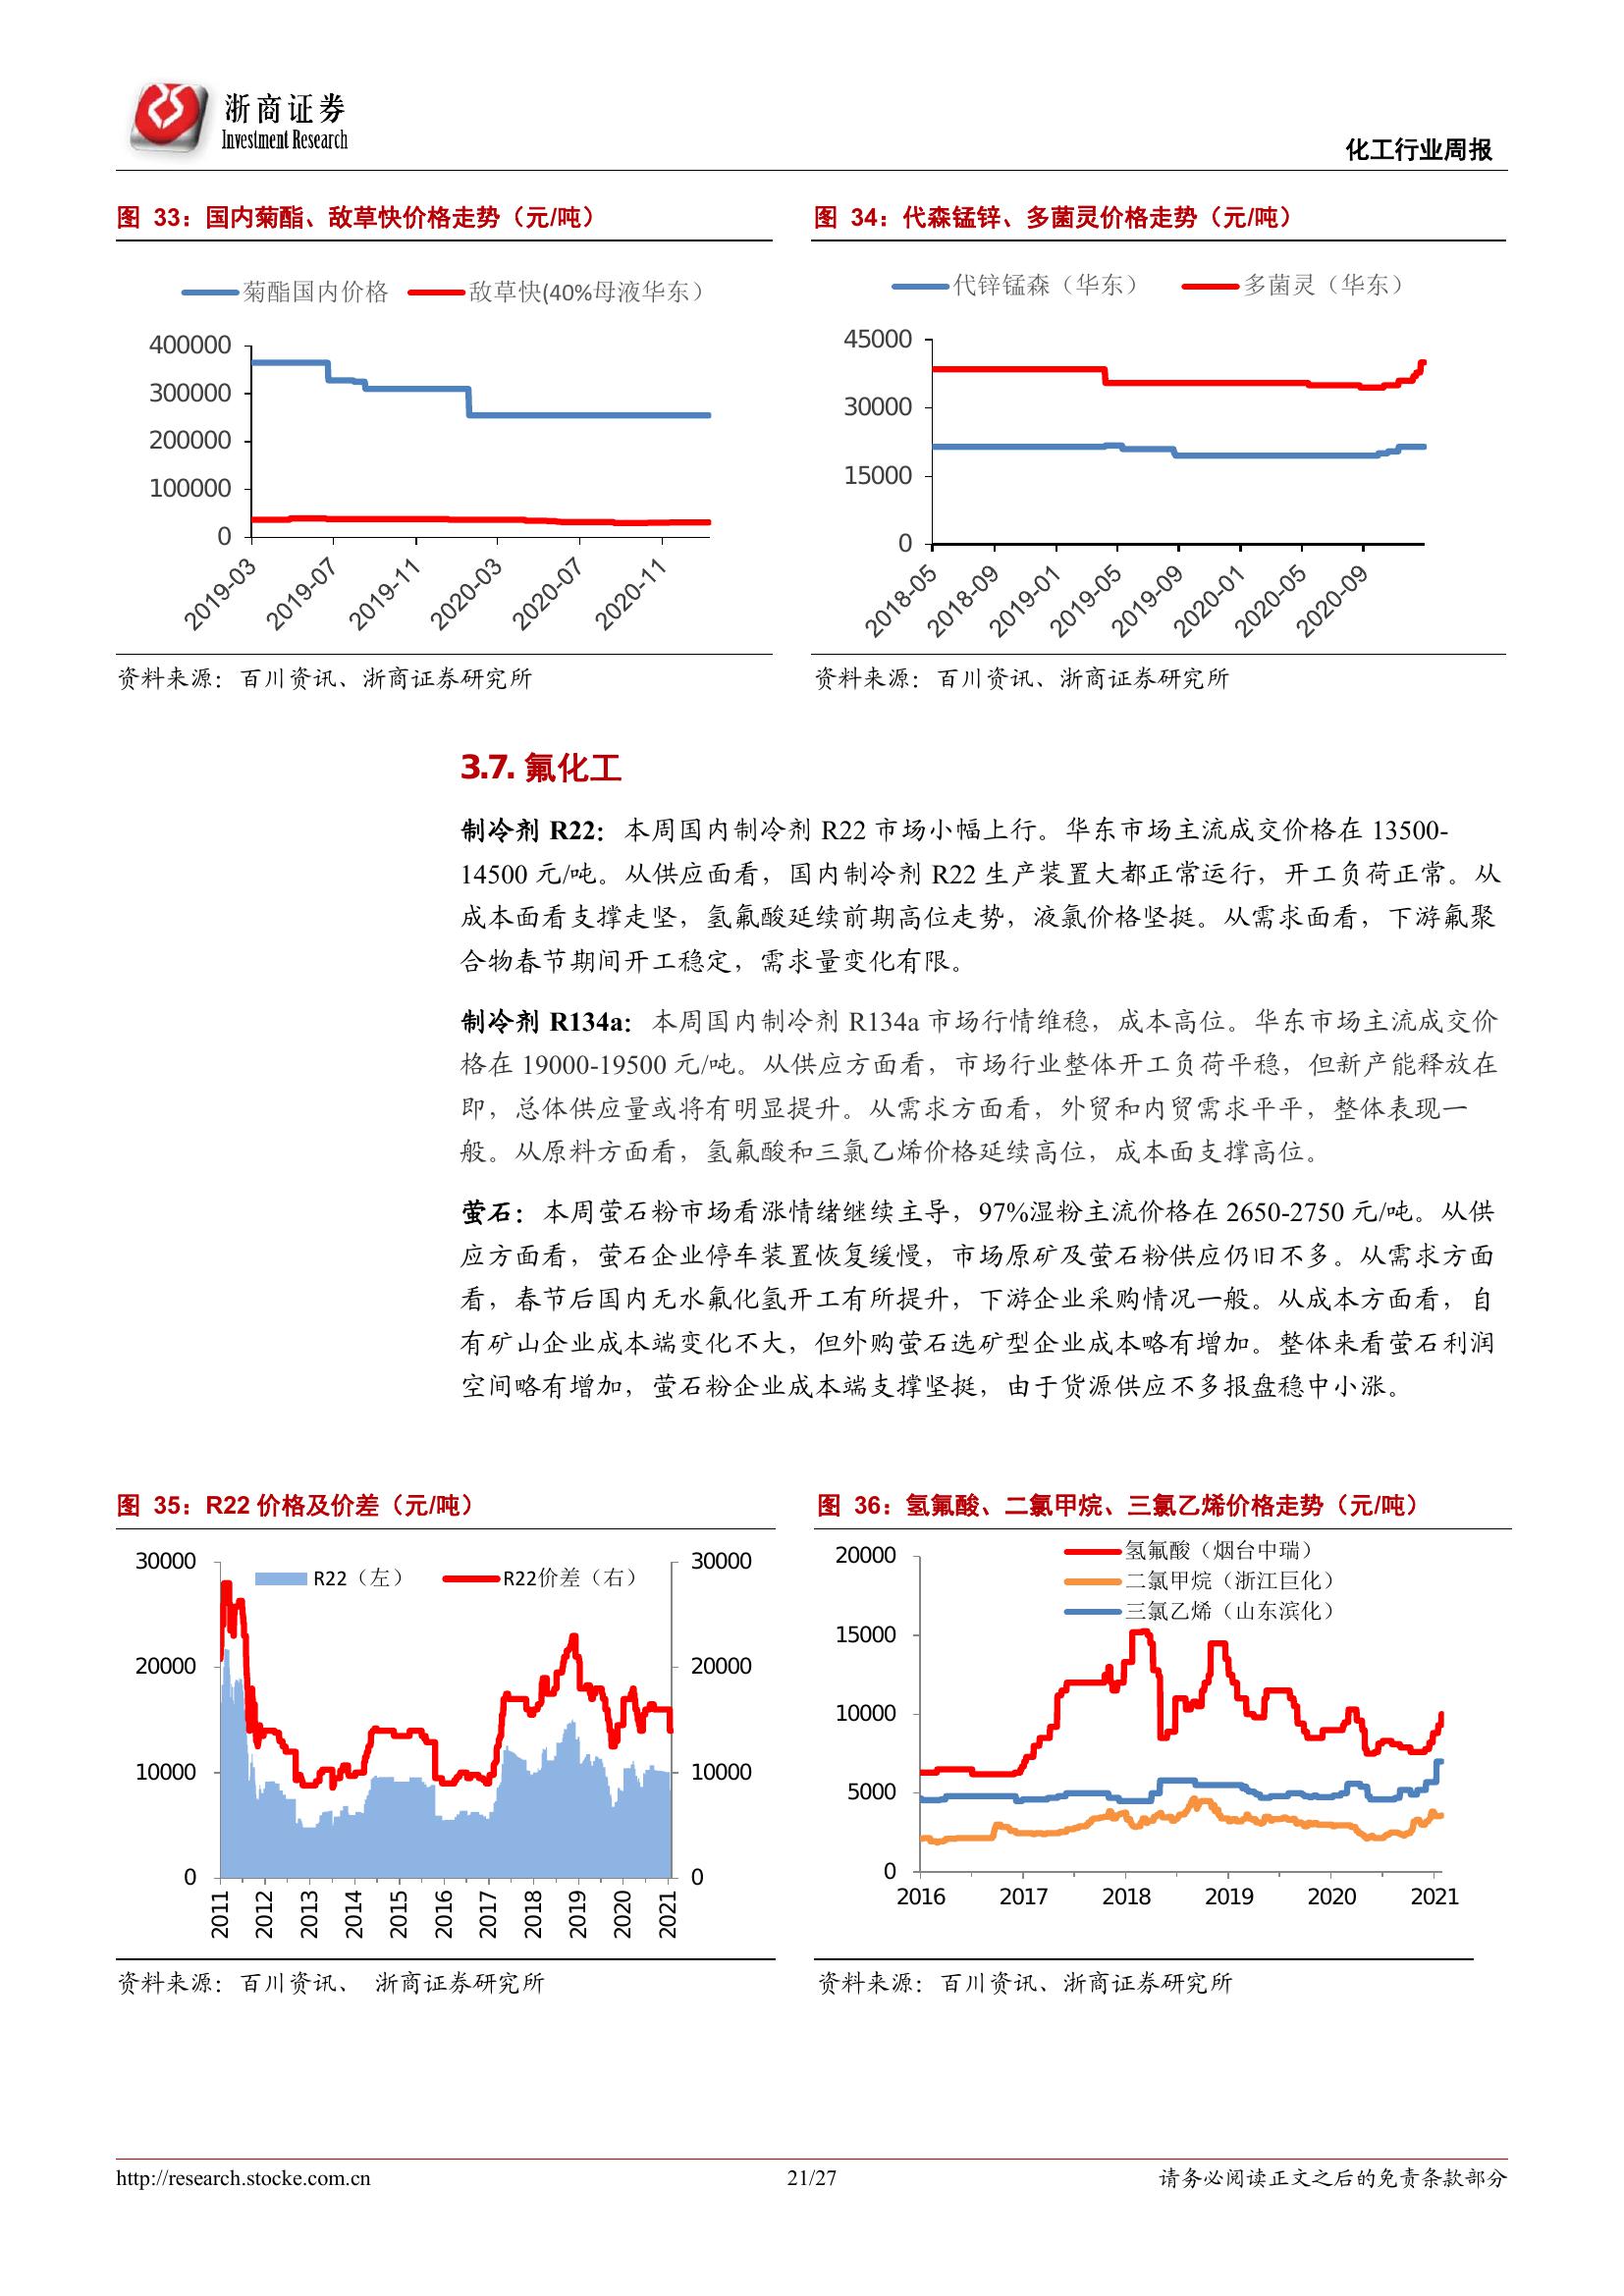 浙商证券
Investment Research
化工行业周报
图 33：国内菊酯、敌草快价格走势（元/吨）
菊酯国内价格 敌草快(40%母液华东）
400000
300000
200000
100000
0
2019-03 2019-07 2019-11 2020-03 2020-07 2020-11
资料来源：百川资讯、浙商证券研究所
图 34：代森锰锌、多菌灵价格走势（元/吨）
代锌锰森（华东） 多菌灵（华东）
45000
30000
15000
0
2018-05 2018-09 2019-01 2019-05 2019-09 2020-01 2020-05 2020-09
资料来源：百川资讯、浙商证券研究所
3.7. 氟化工
制冷剂 R22：本周国内制冷剂 R22 市场小幅上行。华东市场主流成交价格在 13500-
14500 元/吨。从供应面看，国内制冷剂 R22 生产装置大都正常运行，开工负荷正常。从
成本面看支撑走坚，氢氟酸延续前期高位走势，液氯价格坚挺。从需求面看，下游氟聚
合物春节期间开工稳定，需求量变化有限。
制冷剂 R134a：本周国内制冷剂 R134a 市场行情维稳，成本高位。华东市场主流成交价
格在 19000-19500 元/吨。从供应方面看，市场行业整体开工负荷平稳，但新产能释放在
即，总体供应量或将有明显提升。从需求方面看，外贸和内贸需求平平，整体表现一
般。从原料方面看，氢氟酸和三氯乙烯价格延续高位，成本面支撑高位。
萤石：本周萤石粉市场看涨情绪继续主导，97%湿粉主流价格在 2650-2750 元/吨。从供
应方面看，萤石企业停车装置恢复缓慢，市场原矿及萤石粉供应仍旧不多。从需求方面
看，春节后国内无水氟化氢开工有所提升，下游企业采购情况一般。从成本方面看，自
有矿山企业成本端变化不大，但外购萤石选矿型企业成本略有增加。整体来看萤石利润
空间略有增加，萤石粉企业成本端支撑坚挺，由于货源供应不多报盘稳中小涨。
图 35：R22 价格及价差（元/吨）
R22（左） R22价差（右）
30000 30000
20000 20000
10000 10000
0 0
2011 2012 2013 2014 2015 2016 2017 2018 2019 2020 2021
资料来源：百川资讯、 浙商证券研究所
图 36：氢氟酸、二氯甲烷、三氯乙烯价格走势（元/吨）
氢氟酸（烟台中瑞）
二氯甲烷（浙江巨化）
三氯乙烯（山东滨化）
20000
15000
10000
5000
0
2016 2017 2018 2019 2020 2021
资料来源：百川资讯、浙商证券研究所
http://research.stocke.com.cn 21/27 请务必阅读正文之后的免责条款部分